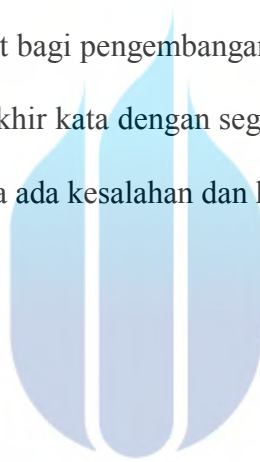 t bagi pengembangan
khir kata dengan seg
a ada kesalahan dan